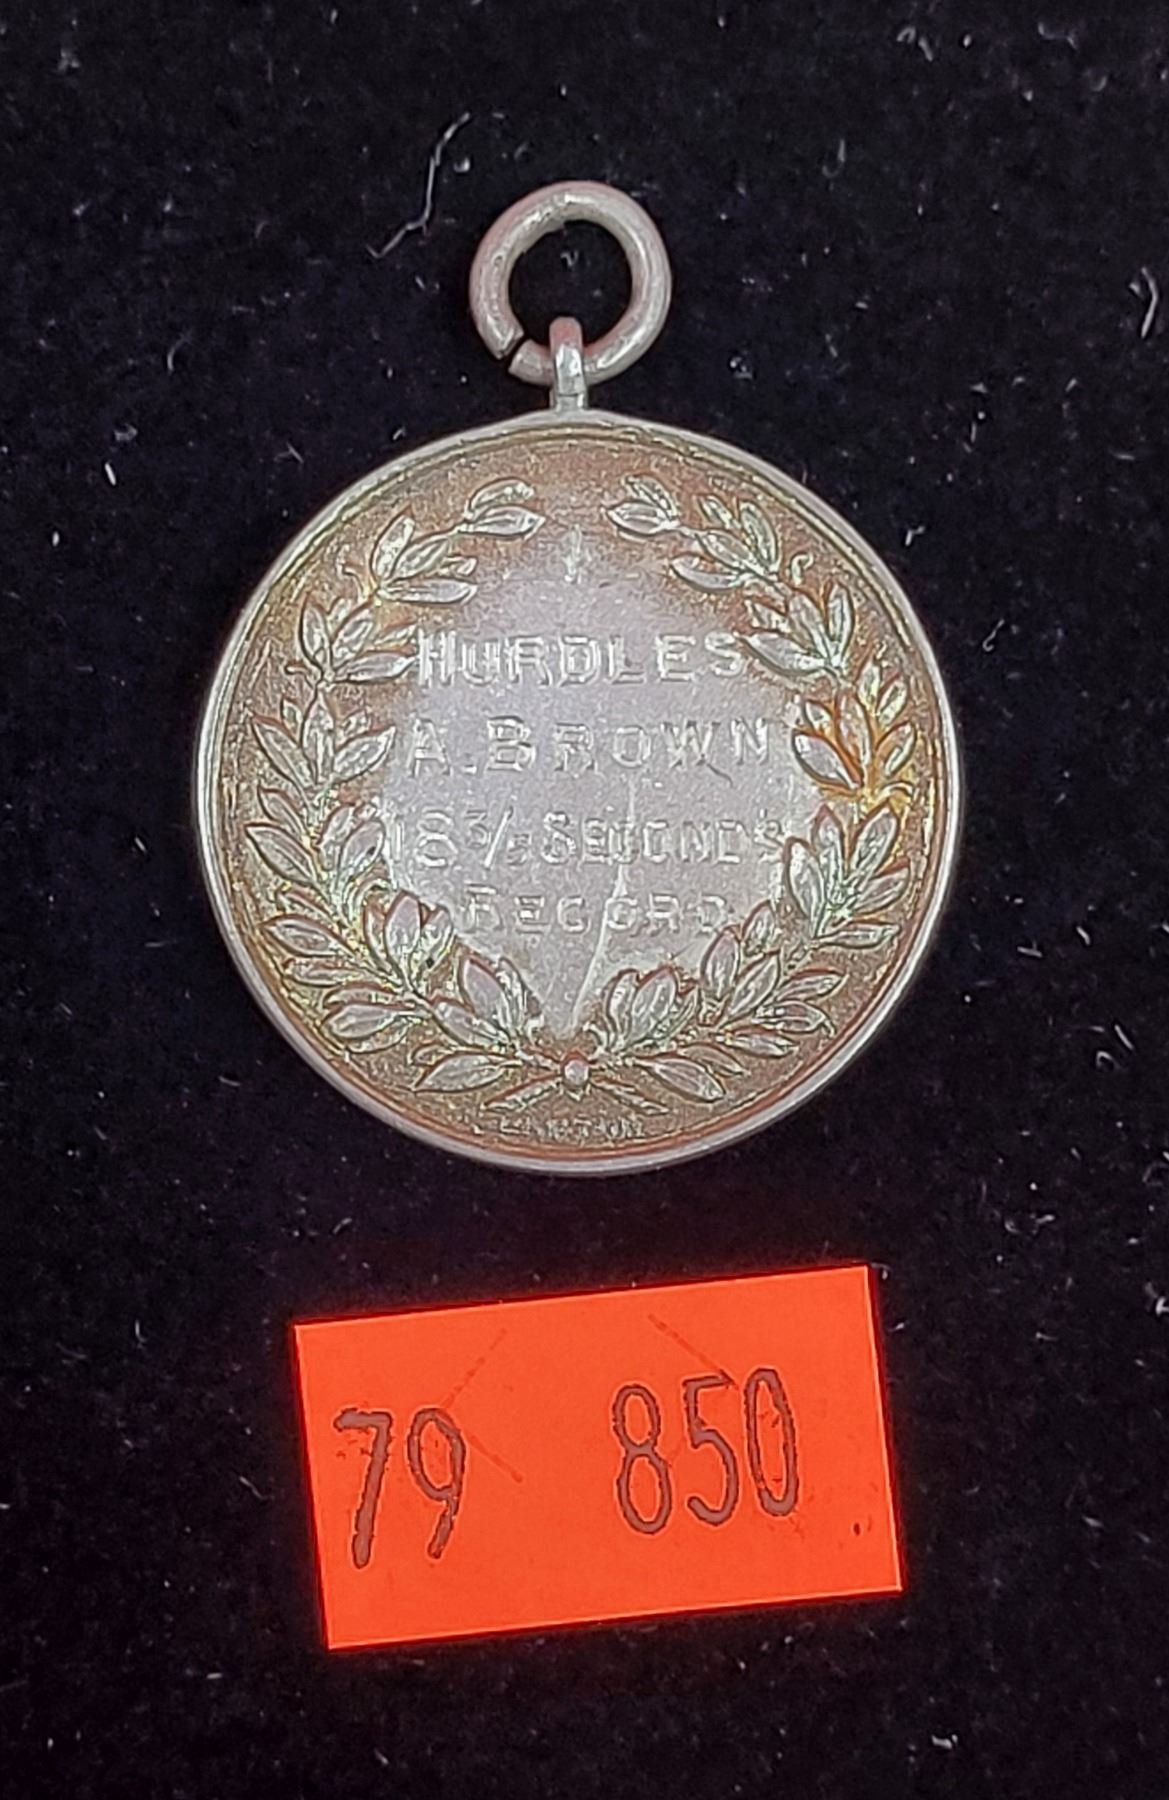 HURDLES
A. BROWN
18 3/5 SECONDS
RECORD
79 850